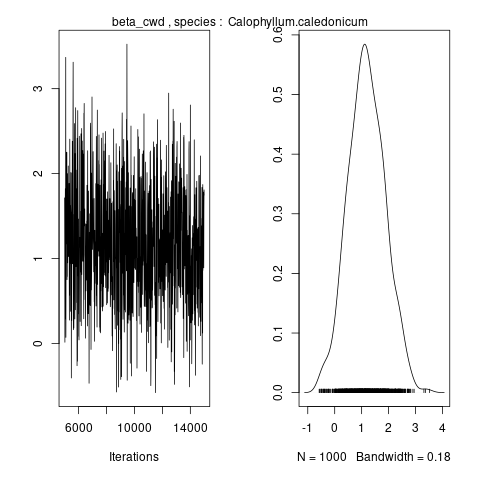 beta_cwd , species : Calophyllum.caledonicum
3
2
1
0
6000 10000 14000
Iterations
0.6
0.5
0.4
0.3
0.2
0.1
0.0
-1 0 1 2 3 4
N = 1000 Bandwidth = 0.18